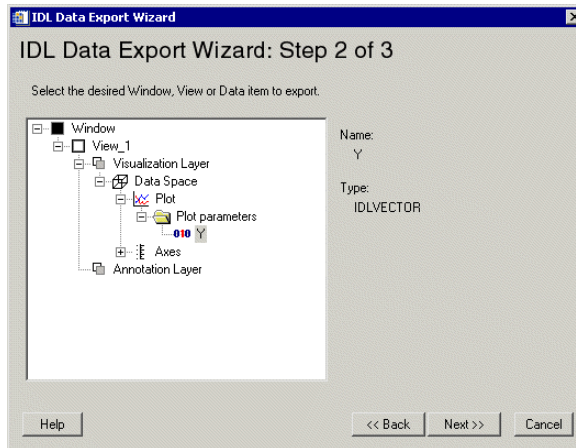 IDL Data Export Wizard
IDL Data Export Wizard: Step 2 of 3
Select the desired Window, View or Data item to export.
Window
View_1
Visualization Layer
Data Space
Plot
Plot parameters
010 Y
Axes
Annotation Layer
Name:
Y
Type:
IDLVECTOR
Help
<< Back
Next >>
Cancel